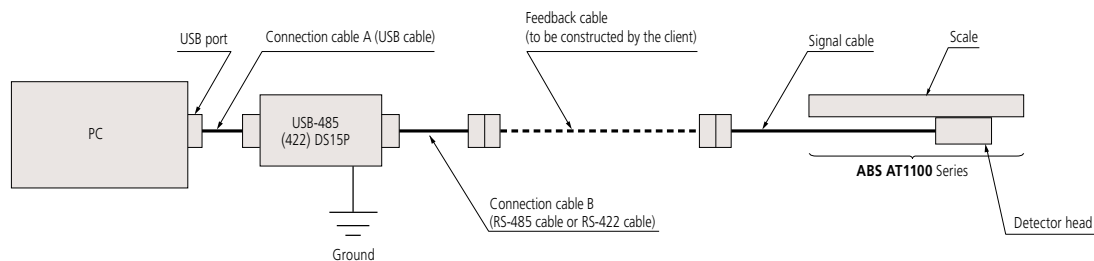 Feedback cable
(to be constructed by the client)
USB port
Connection cable A (USB cable)
Signal cable
Scale
PC
USB-485
(422) DS15P
ABS AT1100 Series
Connection cable B
(RS-485 cable or RS-422 cable)
Detector head
Ground